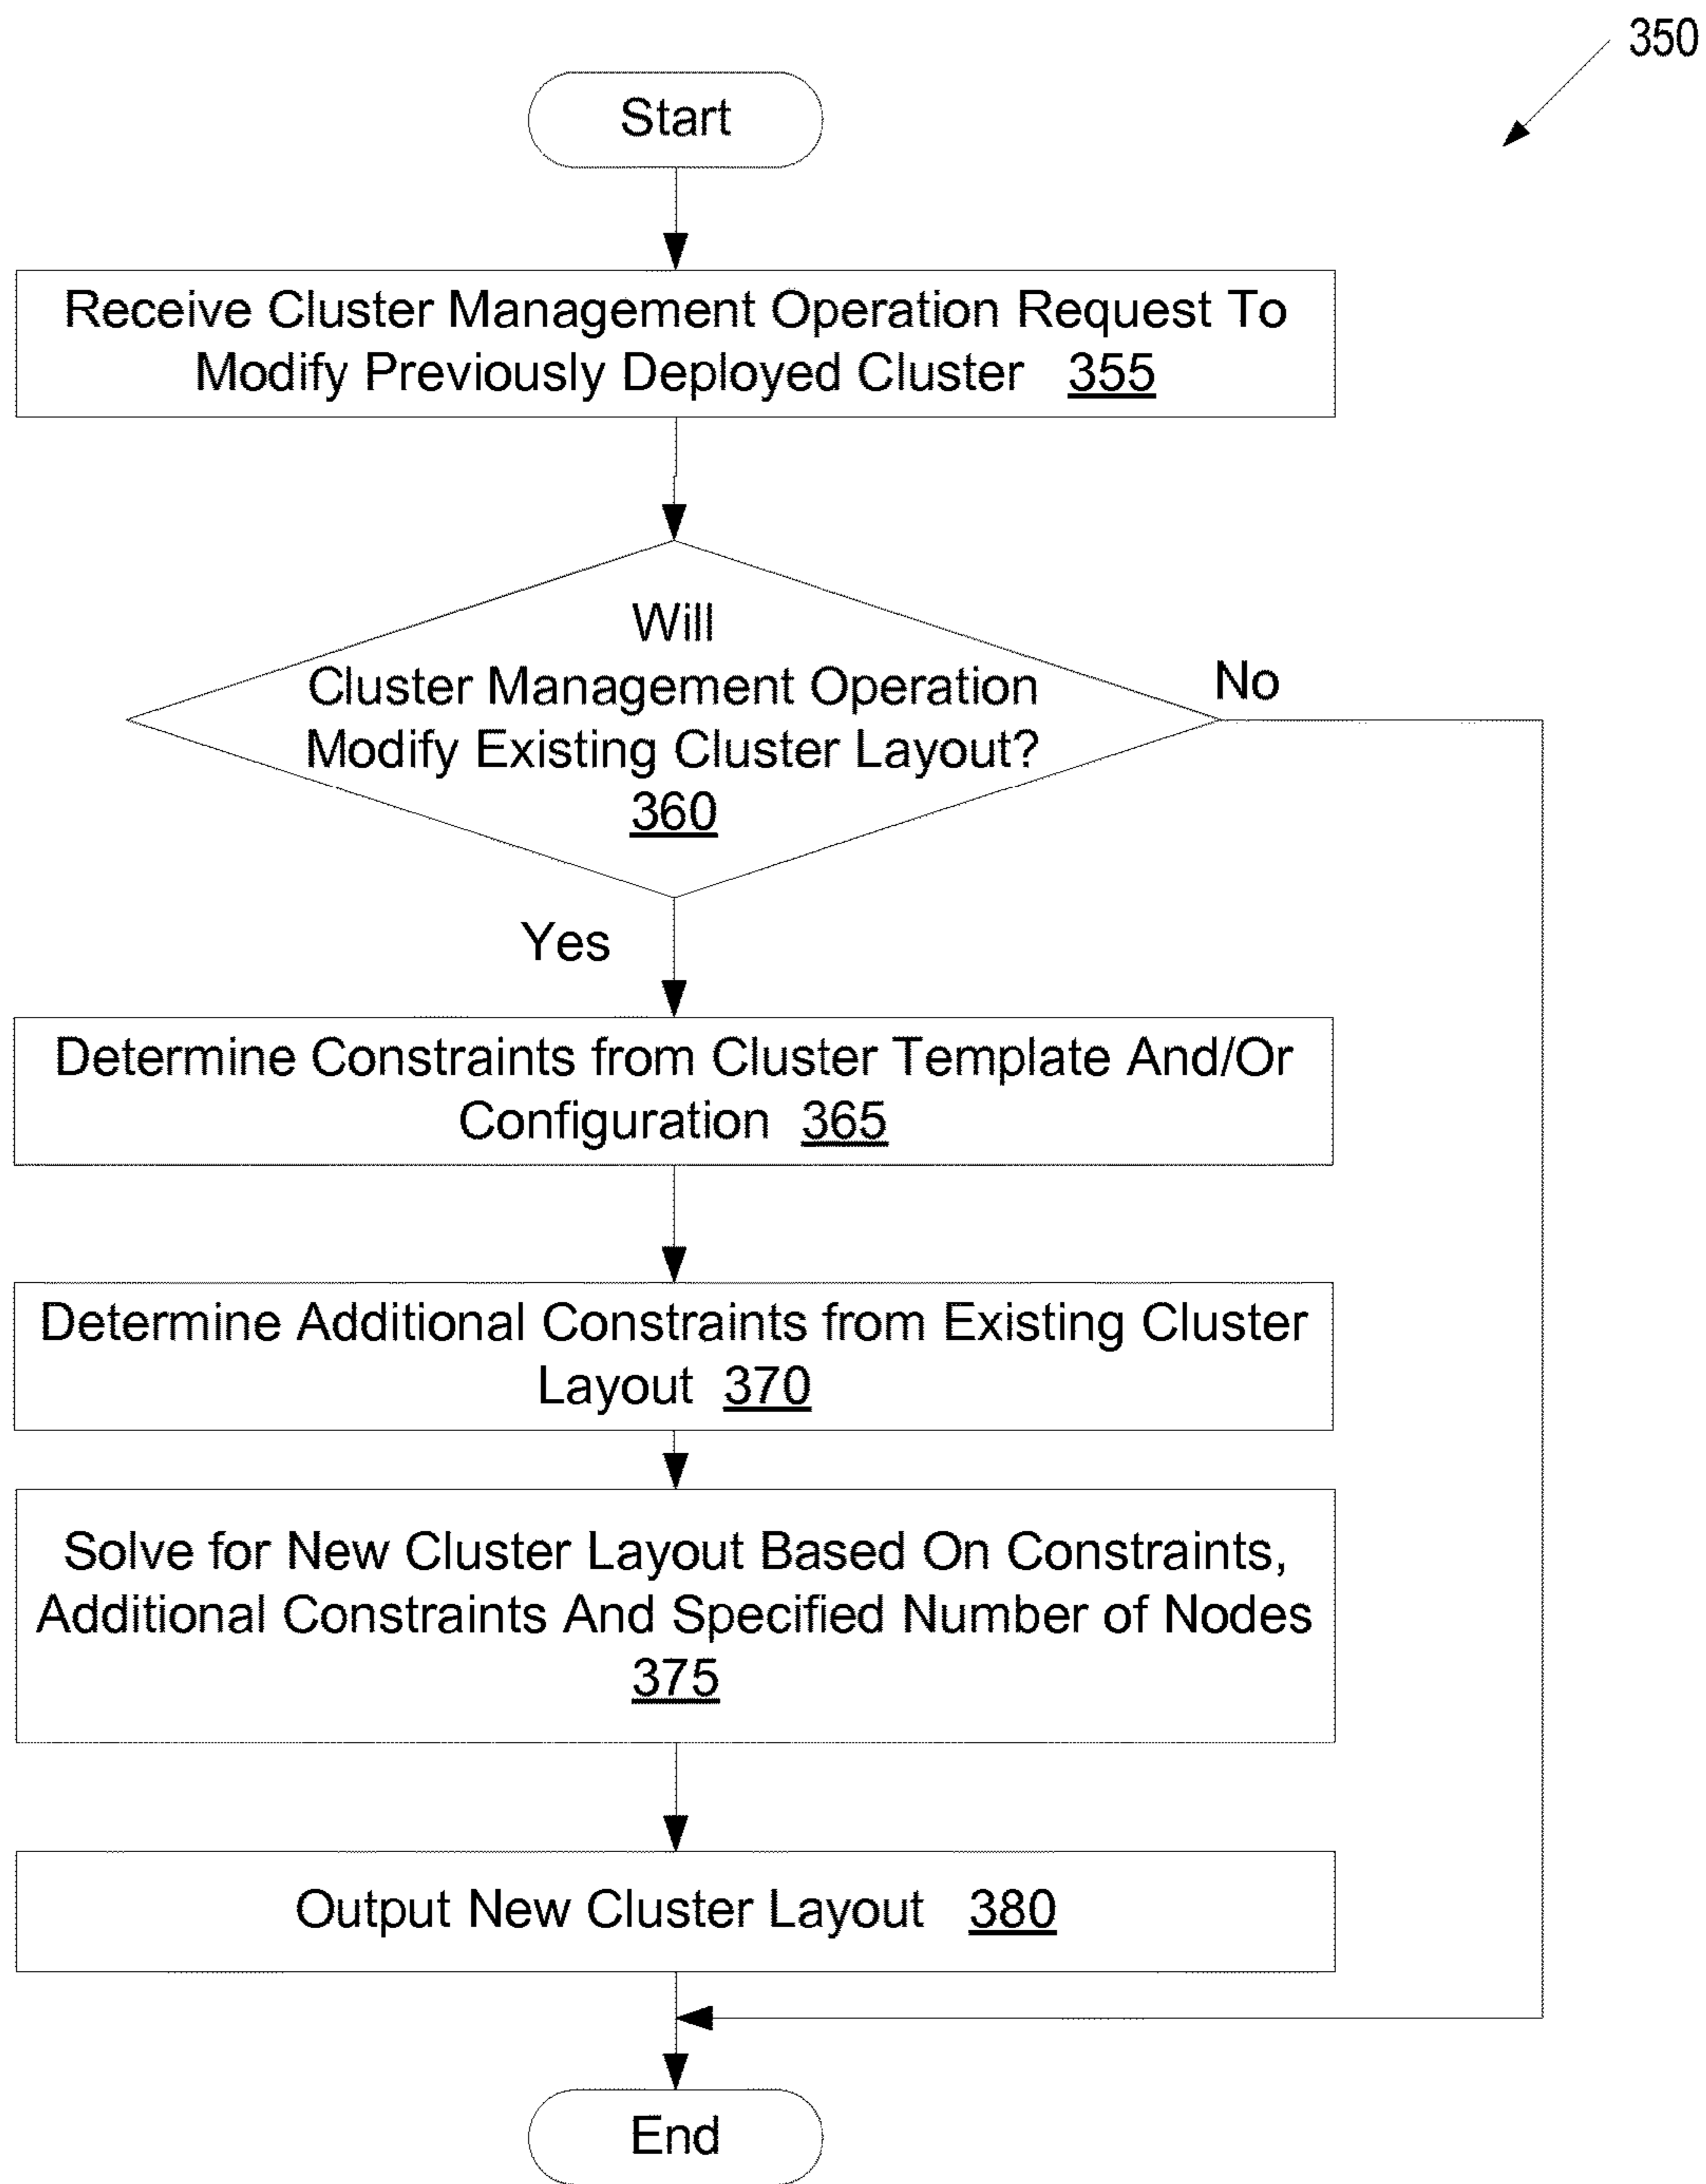 350
Start
Receive Cluster Management Operation Request To
Modify Previously Deployed Cluster 355
Will
Cluster Management Operation
Modify Existing Cluster Layout?
360
No
Yes
Determine Constraints from Cluster Template And/Or
Configuration 365
Determine Additional Constraints from Existing Cluster
Layout 370
Solve for New Cluster Layout Based On Constraints,
Additional Constraints And Specified Number of Nodes
375
Output New Cluster Layout 380
End